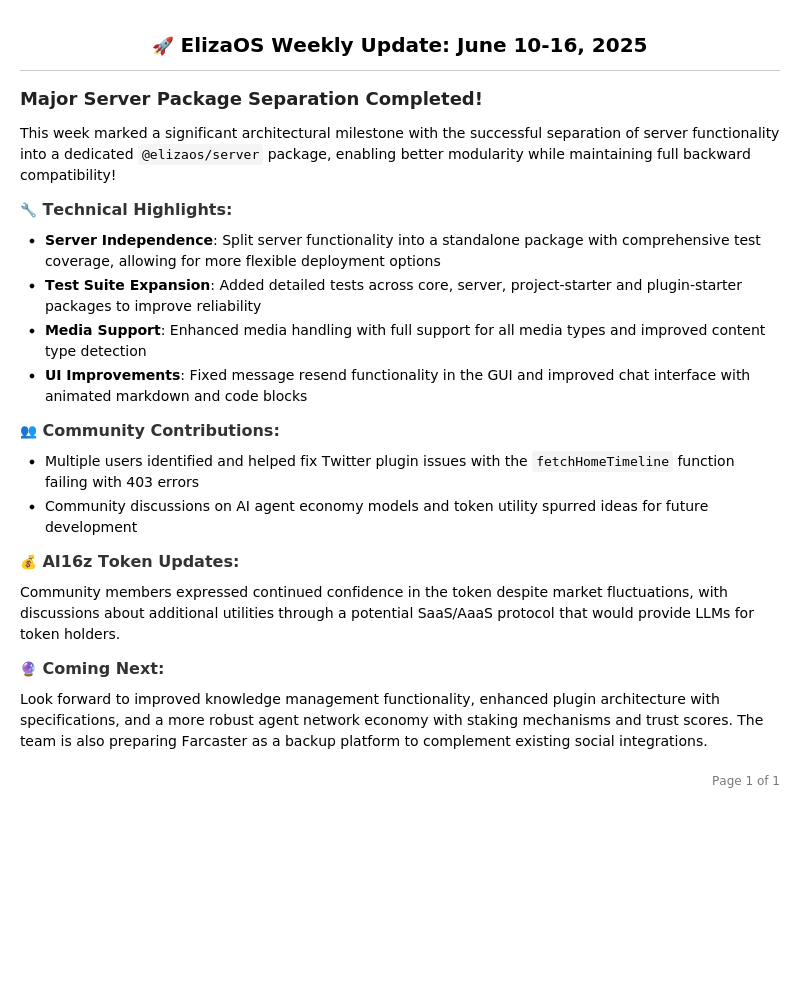 🚀 ElizaOS Weekly Update: June 10-16, 2025
Major Server Package Separation Completed!
This week marked a significant architectural milestone with the successful separation of server functionality
into a dedicated @elizaos/server package, enabling better modularity while maintaining full backward
compatibility!
🔧 Technical Highlights:
• Server Independence: Split server functionality into a standalone package with comprehensive test
coverage, allowing for more flexible deployment options
• Test Suite Expansion: Added detailed tests across core, server, project-starter and plugin-starter
packages to improve reliability
• Media Support: Enhanced media handling with full support for all media types and improved content
type detection
• UI Improvements: Fixed message resend functionality in the GUI and improved chat interface with
animated markdown and code blocks
👥 Community Contributions:
• Multiple users identified and helped fix Twitter plugin issues with the fetchHomeTimeline function
failing with 403 errors
• Community discussions on AI agent economy models and token utility spurred ideas for future
development
💰 AI16z Token Updates:
Community members expressed continued confidence in the token despite market fluctuations, with
discussions about additional utilities through a potential SaaS/AaaS protocol that would provide LLMs for
token holders.
🔮 Coming Next:
Look forward to improved knowledge management functionality, enhanced plugin architecture with
specifications, and a more robust agent network economy with staking mechanisms and trust scores. The
team is also preparing Farcaster as a backup platform to complement existing social integrations.
Page 1 of 1